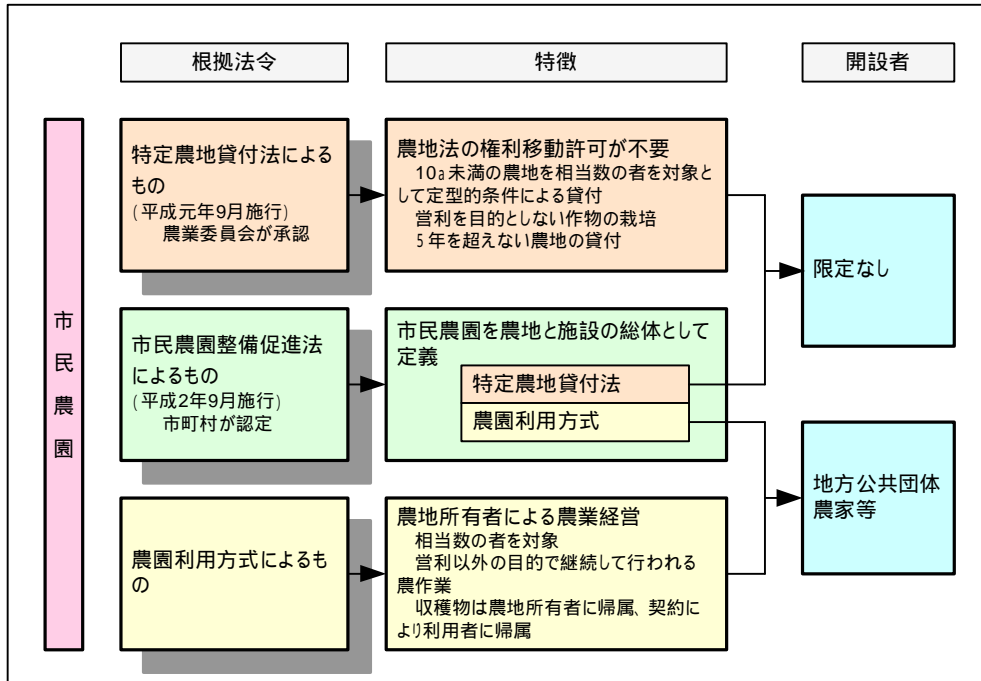 根拠法令
特徴
開設者
市民農園
特定農地貸付法による
もの
(平成元年9月施行)
農業委員会が承認
農地法の権利移動許可が不要
10a未満の農地を相当数の者を対象と
して定型的条件による貸付
営利を目的としない作物の栽培
5年を超えない農地の貸付
限定なし
市民農園整備促進法
によるもの
(平成2年9月施行)
市町村が認定
市民農園を農地と施設の総体として
定義
特定農地貸付法
農園利用方式
地方公共団体
農家等
農園利用方式によるも
の
農地所有者による農業経営
相当数の者を対象
営利以外の目的で継続して行われる
農作業
収穫物は農地所有者に帰属、契約に
より利用者に帰属